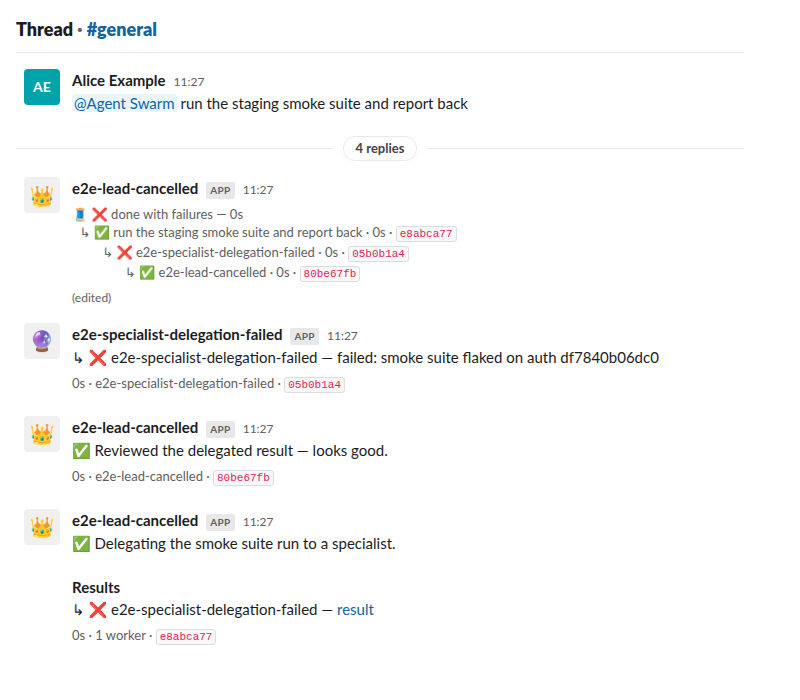 Thread · #general
AE
Alice Example 11:27
@Agent Swarm run the staging smoke suite and report back
4 replies
e2e-lead-cancelled APP 11:27
🧵 ❌ done with failures — 0s
↳ ✅ run the staging smoke suite and report back · 0s · e8abca77
↳ ❌ e2e-specialist-delegation-failed · 0s · 05b0b1a4
↳ ✅ e2e-lead-cancelled · 0s · 80be67fb
(edited)
e2e-specialist-delegation-failed APP 11:27
↳ ❌ e2e-specialist-delegation-failed — failed: smoke suite flaked on auth df7840b06dc0
0s · e2e-specialist-delegation-failed · 05b0b1a4
e2e-lead-cancelled APP 11:27
✅ Reviewed the delegated result — looks good.
0s · e2e-lead-cancelled · 80be67fb
e2e-lead-cancelled APP 11:27
✅ Delegating the smoke suite run to a specialist.
Results
↳ ❌ e2e-specialist-delegation-failed — result
0s · 1 worker · e8abca77